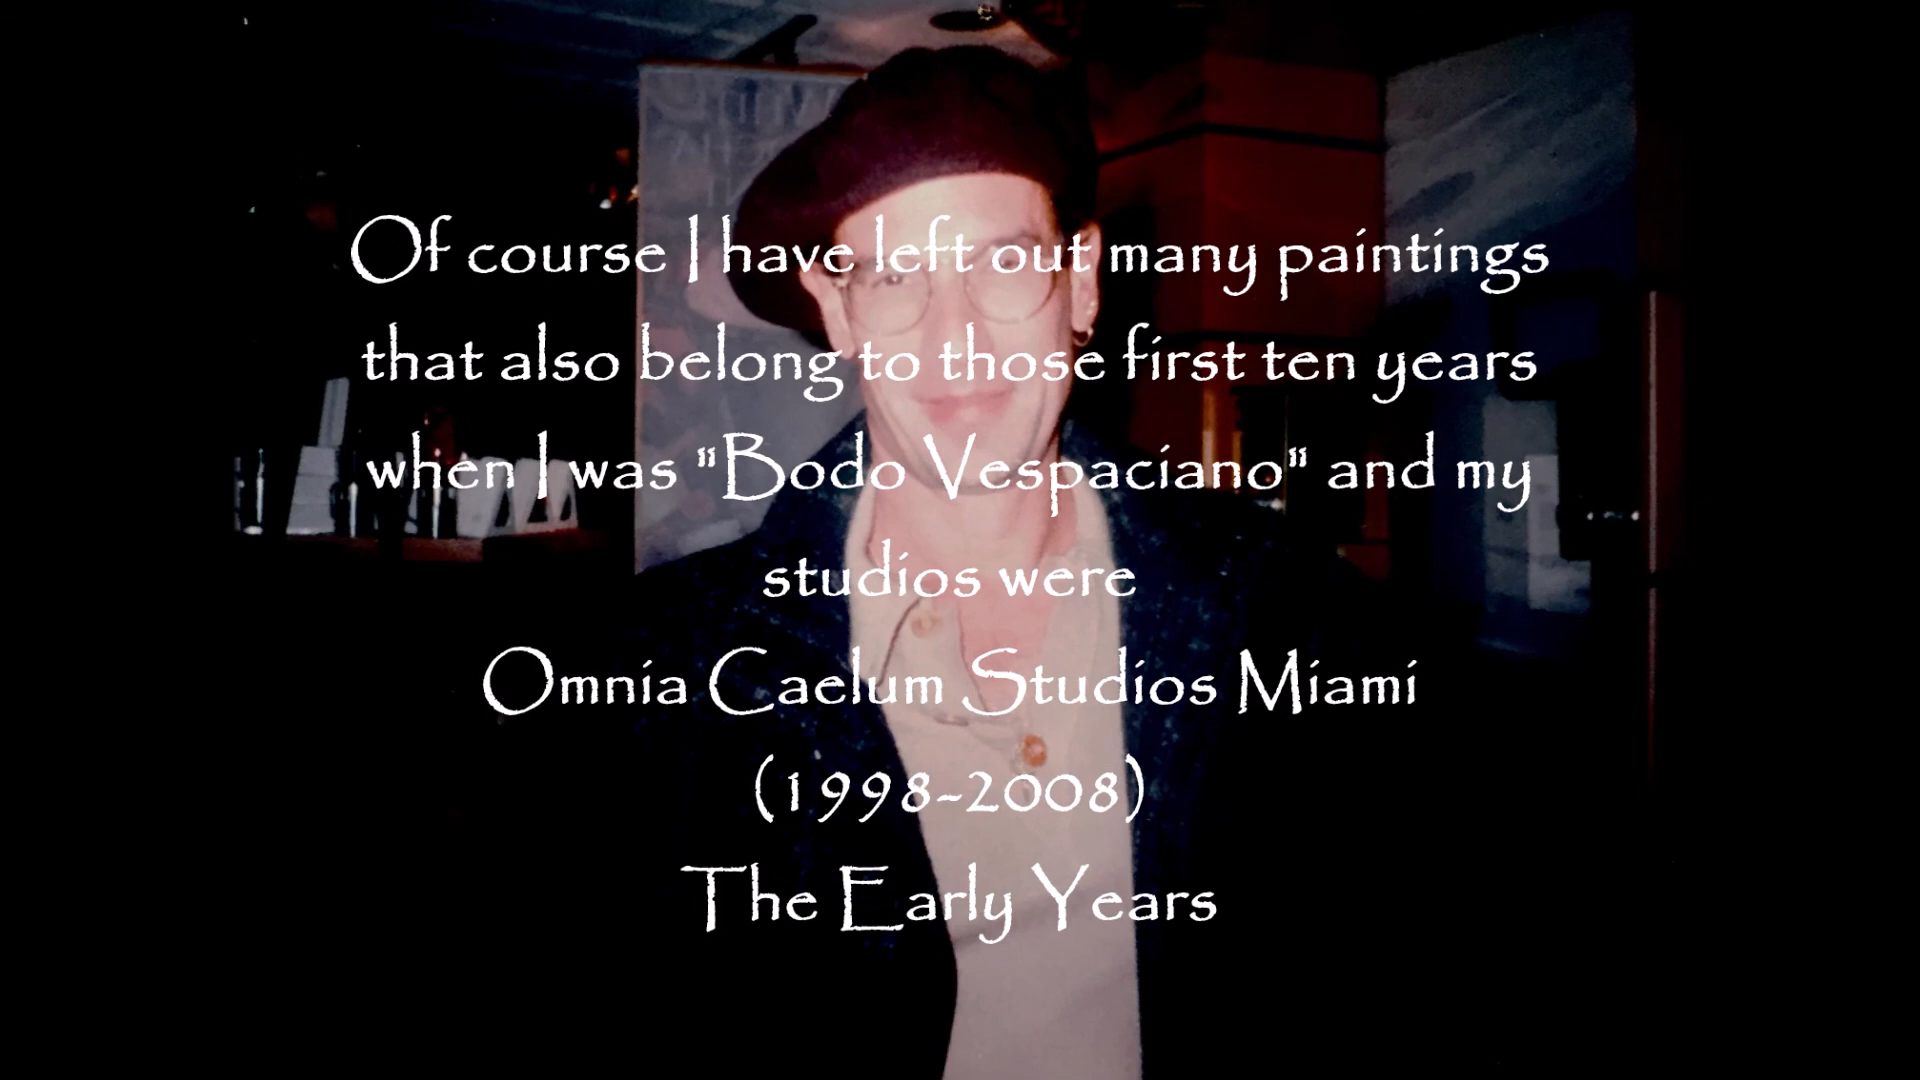 Of course I have left out many paintings
that also belong to those first ten years
when I was "Bodo Vespaciano" and my
studios were
Omnia Caelum Studios Miami
(1998-2008)
The Early Years